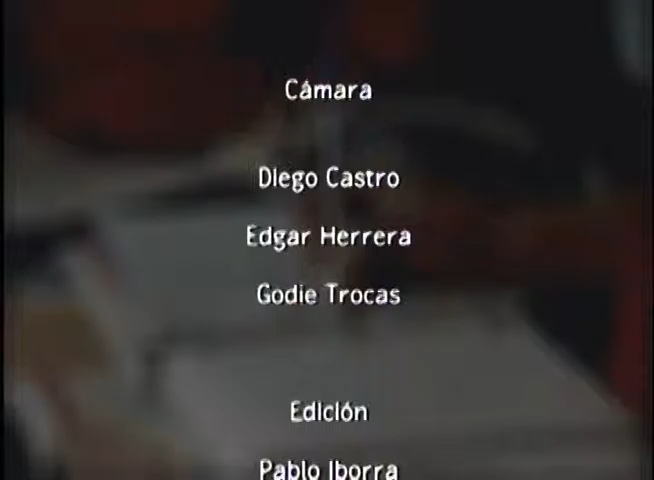 Cámara
Diego Castro
Edgar Herrera
Godie Trocas
Edición
Pablo Iborra